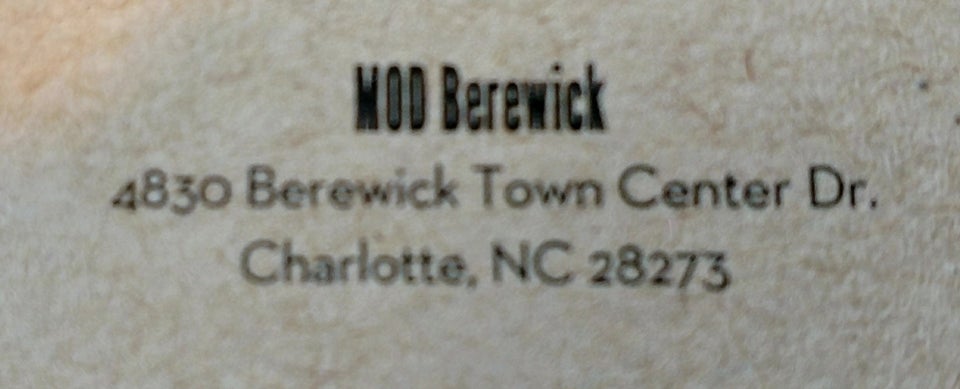 MOD Berewick
4830 Berewick Town Center Dr.
Charlotte, NC 28273